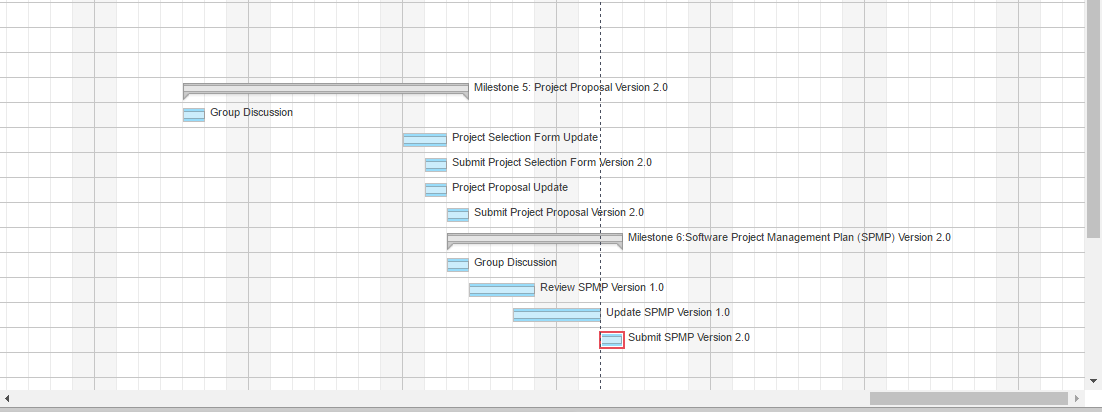 Milestone 5: Project Proposal Version 2.0
Group Discussion
Project Selection Form Update
Submit Project Selection Form Version 2.0
Project Proposal Update
Submit Project Proposal Version 2.0
Milestone 6:Software Project Management Plan (SPMP) Version 2.0
Group Discussion
Review SPMP Version 1.0
Update SPMP Version 1.0
Submit SPMP Version 2.0